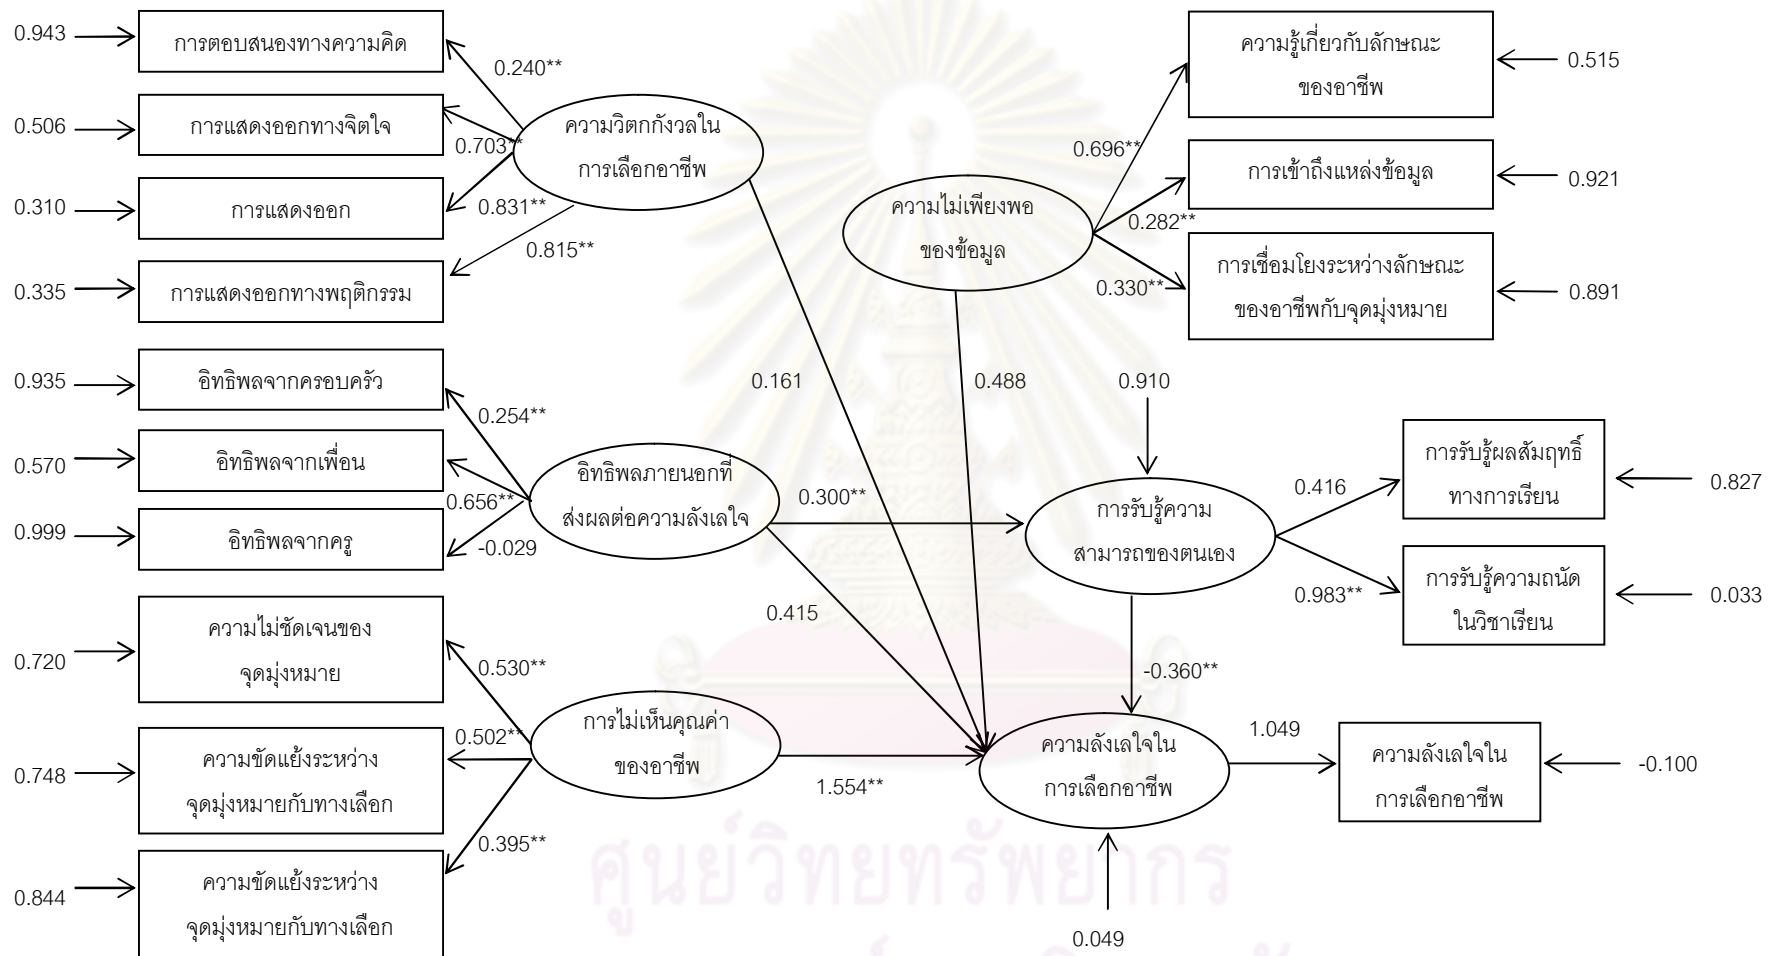 0.943
การตอบสนองทางความคิด
0.240**
0.506
การแสดงออกทางจิตใจ
0.703**
0.310
การแสดงออก
0.831**
0.335
การแสดงออกทางพฤติกรรม
0.815**
ความวิตกกังวลใน
การเลือกอาชีพ
0.161
ความรู้เกี่ยวกับลักษณะ
ของอาชีพ
0.515
0.696**
การเข้าถึงแหล่งข้อมูล
0.921
0.282**
ความไม่เพียงพอ
ของข้อมูล
การเชื่อมโยงระหว่างลักษณะ
ของอาชีพกับจุดมุ่งหมาย
0.891
0.330**
0.488
0.935
อิทธิพลจากครอบครัว
0.254**
0.570
อิทธิพลจากเพื่อน
0.656**
0.999
อิทธิพลจากครู
-0.029
อิทธิพลภายนอกที่
ส่งผลต่อความลังเลใจ
0.300**
0.415
0.910
การรับรู้ความ
สามารถของตนเอง
0.416
การรับรู้ผลสัมฤทธิ์
ทางการเรียน
0.827
0.983**
การรับรู้ความถนัด
ในวิชาเรียน
0.033
-0.360**
0.720
ความไม่ชัดเจนของ
จุดมุ่งหมาย
0.530**
0.748
ความขัดแย้งระหว่าง
จุดมุ่งหมายกับทางเลือก
0.502**
0.844
ความขัดแย้งระหว่าง
จุดมุ่งหมายกับทางเลือก
0.395**
การไม่เห็นคุณค่า
ของอาชีพ
1.554**
ความลังเลใจใน
การเลือกอาชีพ
1.049
ความลังเลใจใน
การเลือกอาชีพ
-0.100
0.049
ศูนย์วิทยทรัพยากร